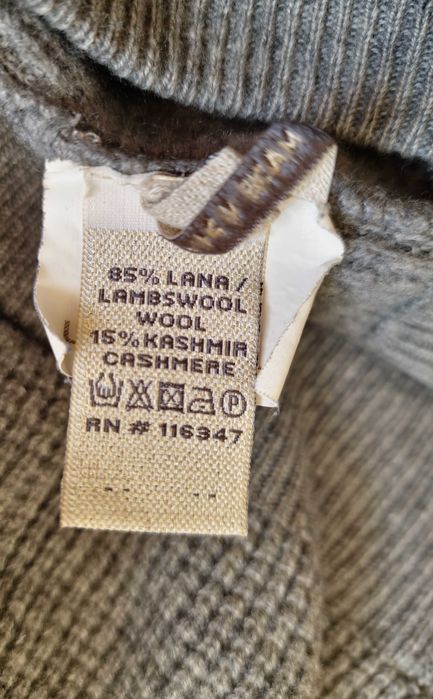 85% LANA /
LAMBSWOOL
WOOL
15% KASHMIR
CASHMERE
P
RN # 116347